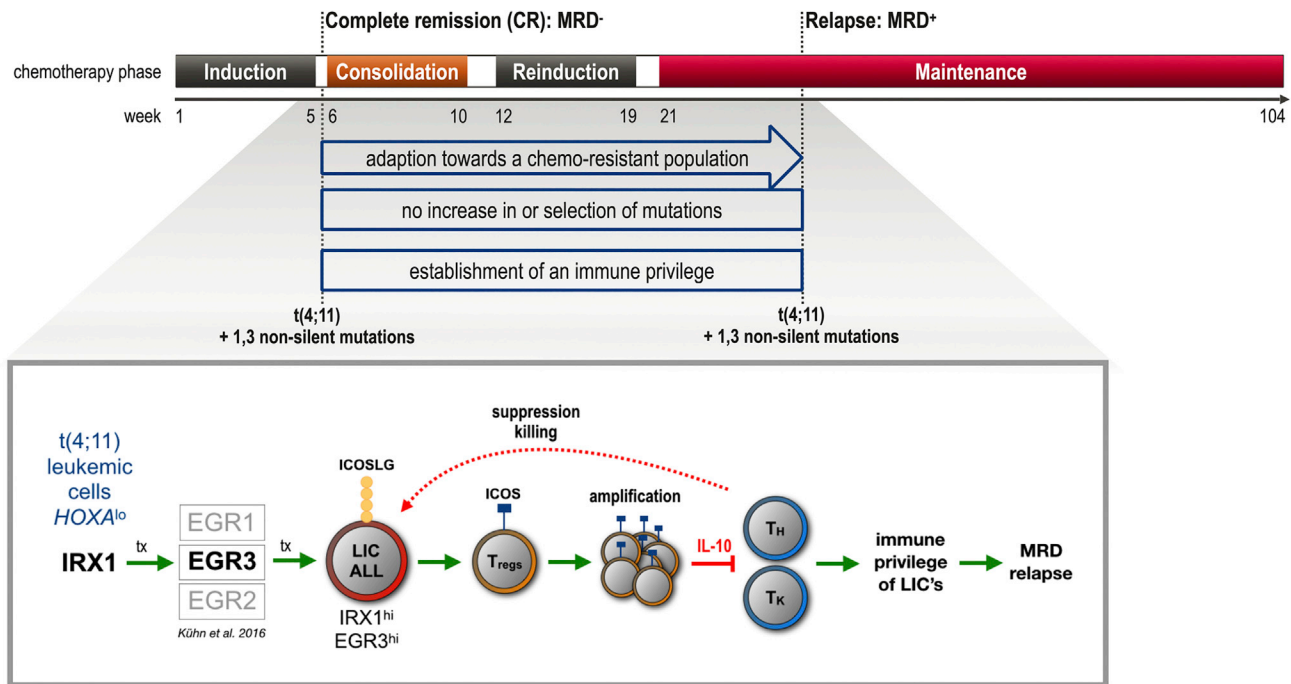 Complete remission (CR): MRD-
Relapse: MRD+
chemotherapy phase
Induction
Consolidation
Reinduction
Maintenance
week
1
5
6
10
12
19
21
104
adaption towards a chemo-resistant population
no increase in or selection of mutations
establishment of an immune privilege
t(4;11)
+ 1,3 non-silent mutations
t(4;11)
+ 1,3 non-silent mutations
t(4;11)
leukemic
cells
HOXAlo
IRX1
tx
EGR1
EGR3
EGR2
Kühn et al. 2016
tx
ICOSLG
LIC
ALL
IRX1hi
EGR3hi
suppression
killing
ICOS
Tregs
amplification
IL-10
TH
TK
immune
privilege
of LIC's
MRD
relapse